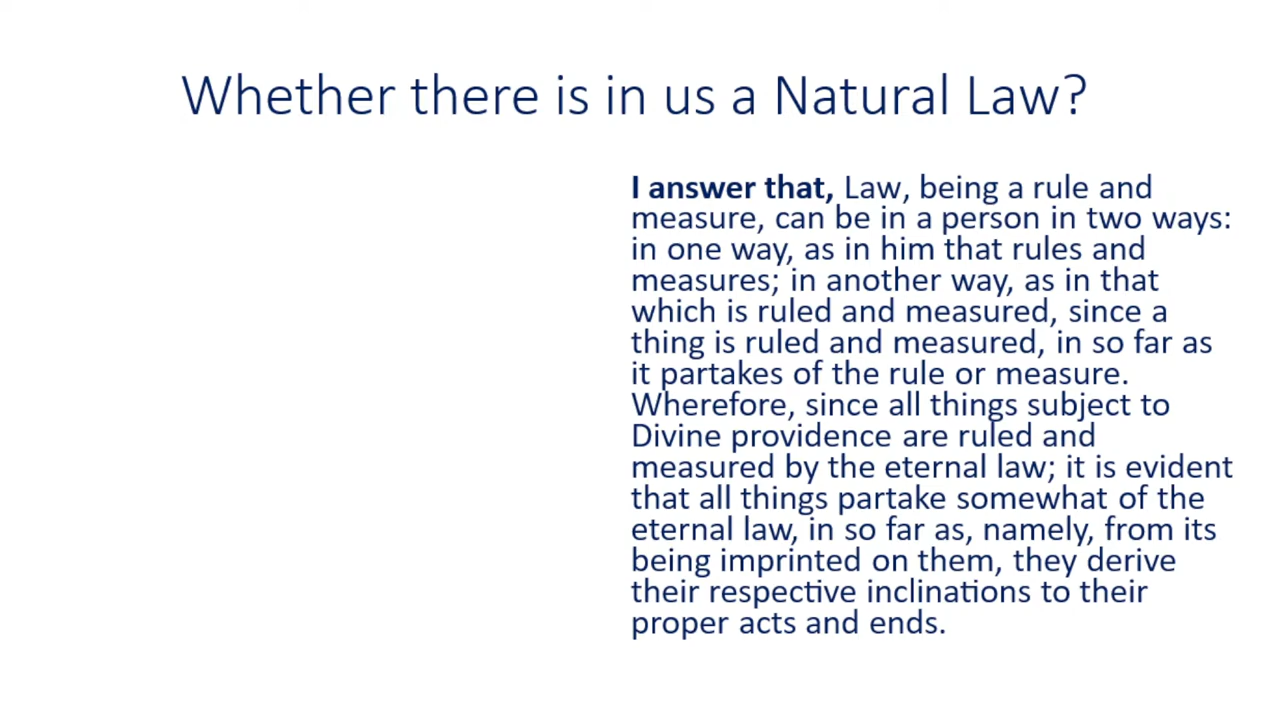 Whether there is in us a Natural Law?
I answer that, Law, being a rule and
measure, can be in a person in two ways:
in one way, as in him that rules and
measures; in another way, as in that
which is ruled and measured, since a
thing is ruled and measured, in so far as
it partakes of the rule or measure.
Wherefore, since all things subject to
Divine providence are ruled and
measured by the eternal law; it is evident
that all things partake somewhat of the
eternal law, in so far as, namely, from its
being imprinted on them, they derive
their respective inclinations to their
proper acts and ends.